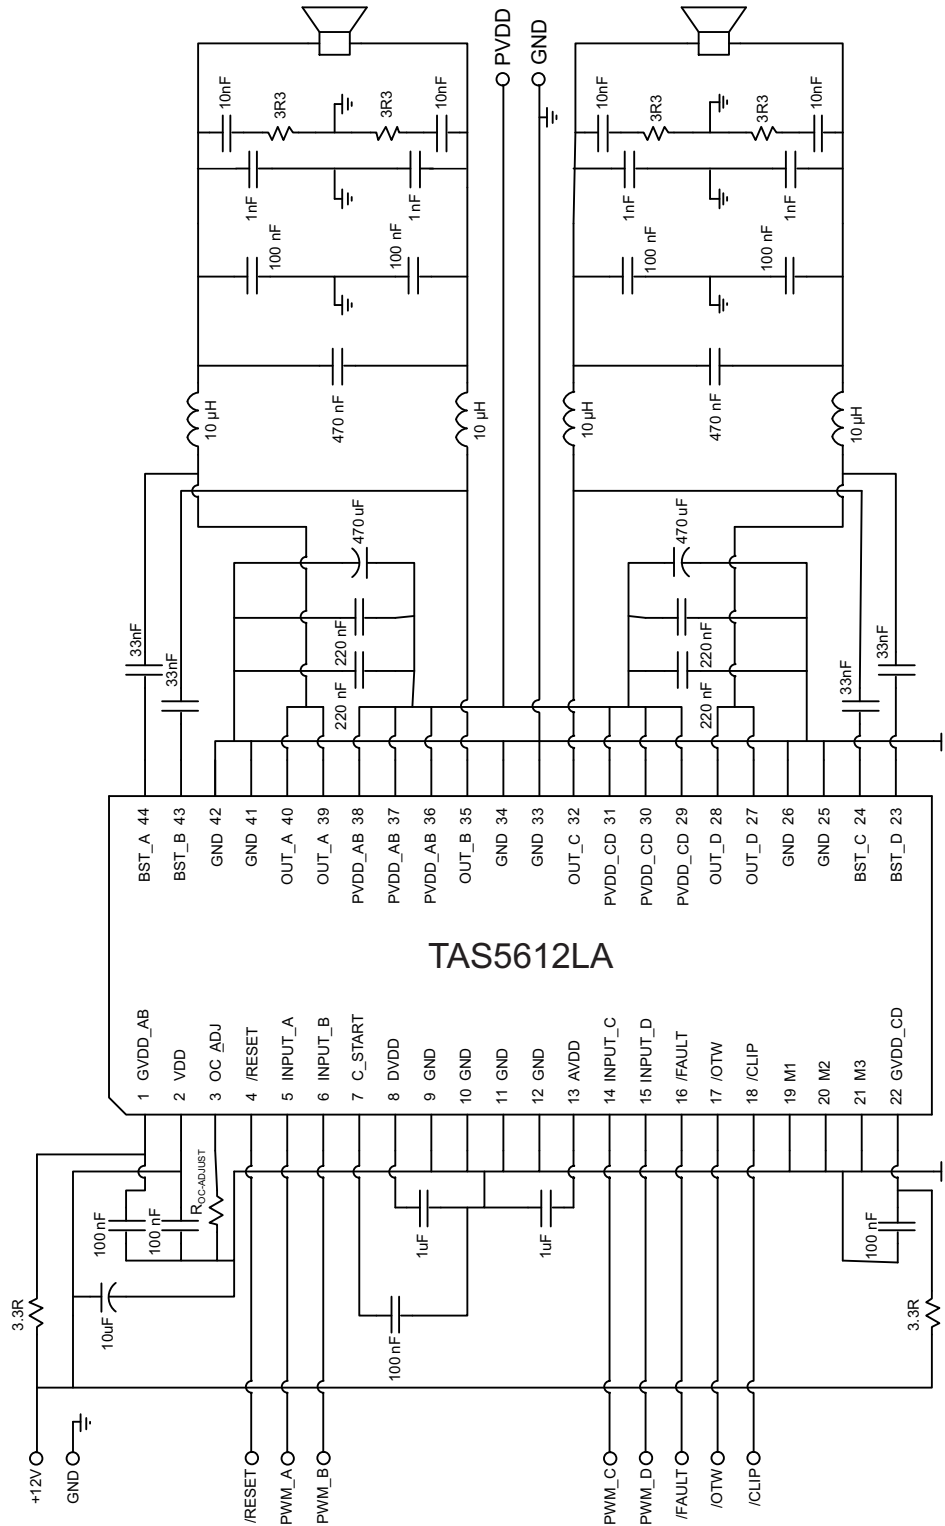 PVDD
GND
10nF
3R3
3R3
10nF
10nF
3R3
3R3
10nF
1nF
1nF
1nF
1nF
100 nF
100 nF
100 nF
100 nF
470 nF
470 nF
10 µH
10 µH
10 µH
10 µH
470 uF
470 uF
33nF
33nF
220 nF
220 nF
220 nF
220 nF
33nF
33nF
BST_A 44
BST_B 43
GND 42
GND 41
OUT_A 40
OUT_A 39
PVDD_AB 38
PVDD_AB 37
PVDD_AB 36
OUT_B 35
GND 34
GND 33
OUT_C 32
PVDD_CD 31
PVDD_CD 30
PVDD_CD 29
OUT_D 28
OUT_D 27
GND 26
GND 25
BST_C 24
BST_D 23
TAS5612LA
1 GVDD_AB
2 VDD
3 OC_ADJ
4 /RESET
5 INPUT_A
6 INPUT_B
7 C_START
8 DVDD
9 GND
10 GND
11 GND
12 GND
13 AVDD
14 INPUT_C
15 INPUT_D
16 /FAULT
17 /OTW
18 /CLIP
19 M1
20 M2
21 M3
22 GVDD_CD
100 nF
100 nF
ROC-ADJUST
1uF
1uF
100 nF
3.3R
10uF
100 nF
3.3R
+12V
GND
/RESET
PWM_A
PWM_B
PWM_C
PWM_D
/FAULT
/OTW
/CLIP